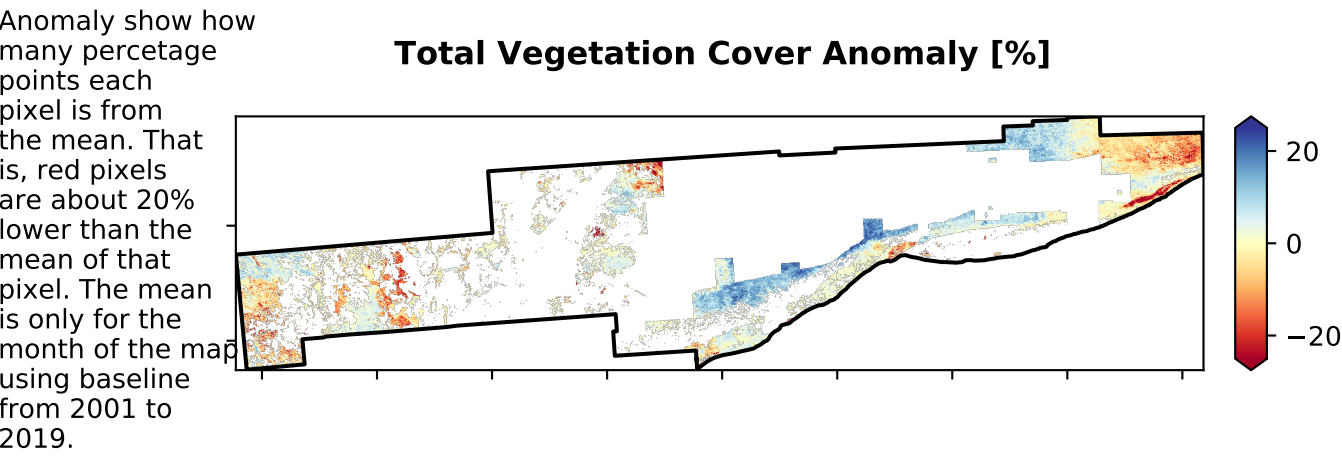 Anomaly show how
many percetage
points each
pixel is from
the mean. That
is, red pixels
are about 20%
lower than the
mean of that
pixel. The mean
is only for the
month of the map
using baseline
from 2001 to
2019.
Total Vegetation Cover Anomaly [%]
20
0
−20